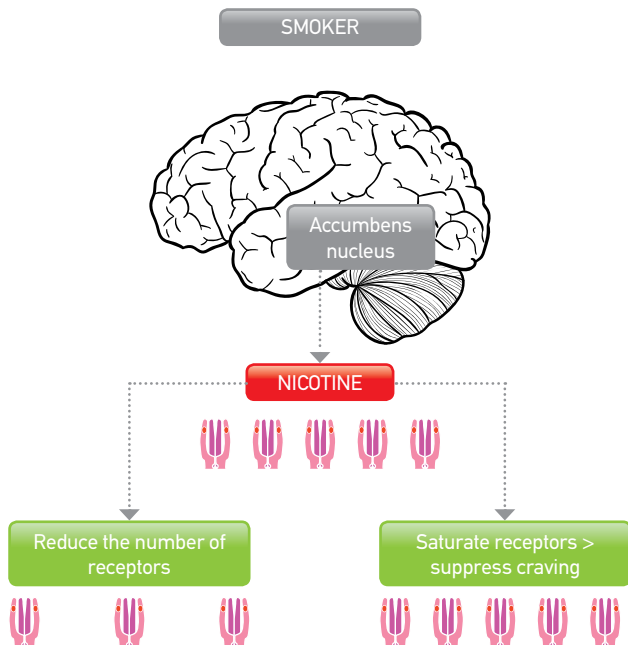 SMOKER
Accumbens
nucleus
NICOTINE
Reduce the number of
receptors
Saturate receptors >
suppress craving